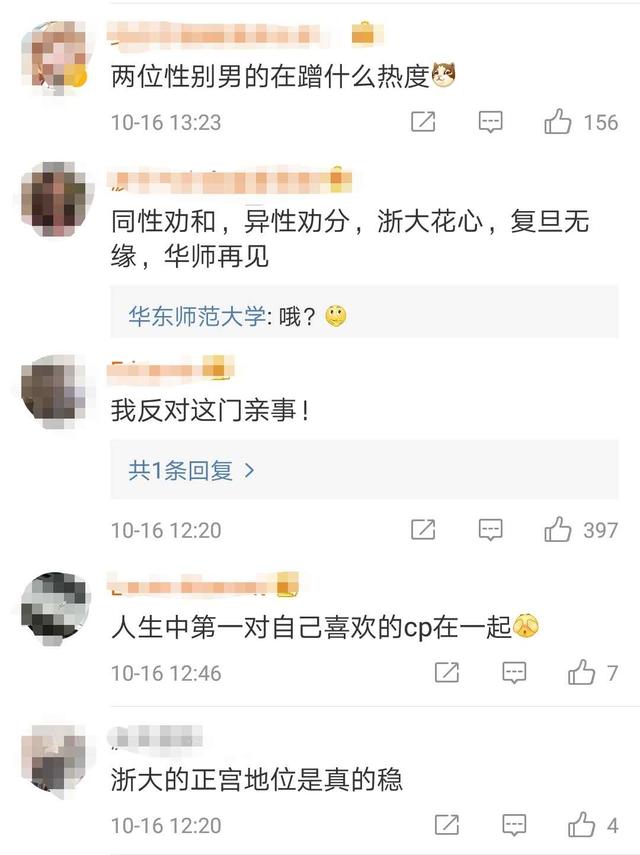 两位性别男的在蹭什么热度
10-16 13:23
156
同性劝和，异性劝分，浙大花心，复旦无
缘，华师再见
华东师范大学: 哦？
我反对这门亲事！
共1条回复 >
10-16 12:20
397
人生中第一对自己喜欢的cp在一起
10-16 12:46
7
浙大的正宫地位是真的稳
10-16 12:20
4